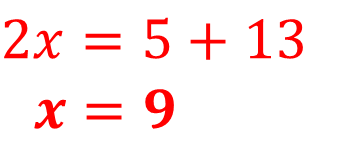 2x = 5 + 13
x = 9